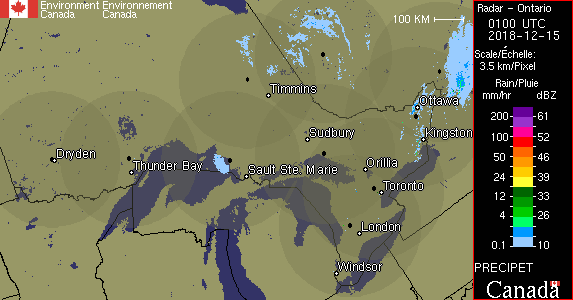 Environment Environnement
Canada Canada
100 KM
Timmins
Ottawa
Sudbury
Kingston
Dryden
Thunder Bay
Sault Ste. Marie
Orillia
Toronto
London
Windsor
Radar - Ontario
0100 UTC
2018-12-15
Scale/Échelle:
3.5 km/Pixel
Rain/Pluie
mm/hr dBZ
200 61
100 56
52
50 46
24 39
12 33
4 26
1 20
0.1 10
PRECIPET
Canada